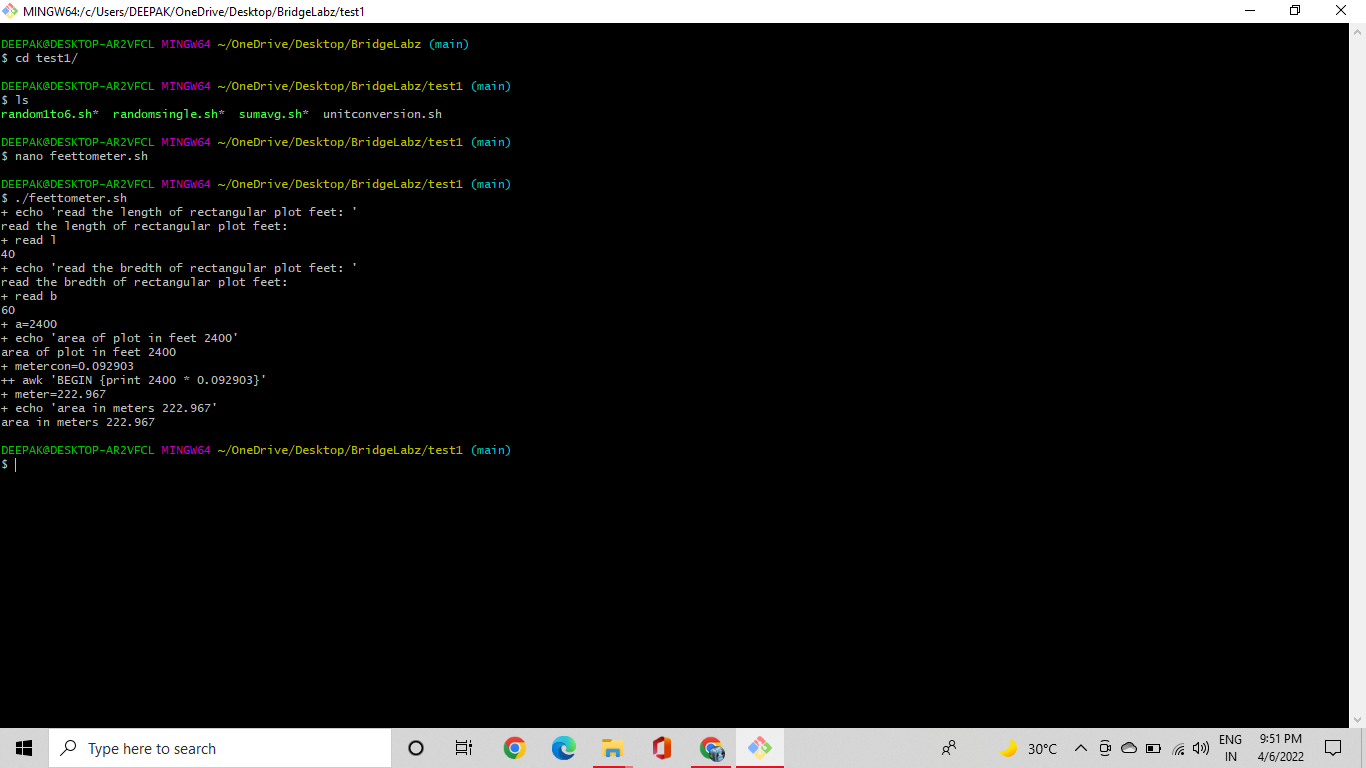 MINGW64:/c/Users/DEEPAK/OneDrive/Desktop/BridgeLabz/test1
DEEPAK@DESKTOP-AR2VFCL MINGW64 ~/OneDrive/Desktop/BridgeLabz (main)
$ cd test1/
DEEPAK@DESKTOP-AR2VFCL MINGW64 ~/OneDrive/Desktop/BridgeLabz/test1 (main)
$ ls
random1to6.sh*  randomsingle.sh*  sumavg.sh*  unitconversion.sh
DEEPAK@DESKTOP-AR2VFCL MINGW64 ~/OneDrive/Desktop/BridgeLabz/test1 (main)
$ nano feettometer.sh
DEEPAK@DESKTOP-AR2VFCL MINGW64 ~/OneDrive/Desktop/BridgeLabz/test1 (main)
$ ./feettometer.sh
+ echo 'read the length of rectangular plot feet: '
read the length of rectangular plot feet:
+ read l
40
+ echo 'read the bredth of rectangular plot feet: '
read the bredth of rectangular plot feet:
+ read b
60
+ a=2400
+ echo 'area of plot in feet 2400'
area of plot in feet 2400
+ metercon=0.092903
++ awk 'BEGIN {print 2400 * 0.092903}'
+ meter=222.967
+ echo 'area in meters 222.967'
area in meters 222.967
DEEPAK@DESKTOP-AR2VFCL MINGW64 ~/OneDrive/Desktop/BridgeLabz/test1 (main)
$
Type here to search
30°C
ENG
IN
9:51 PM
4/6/2022